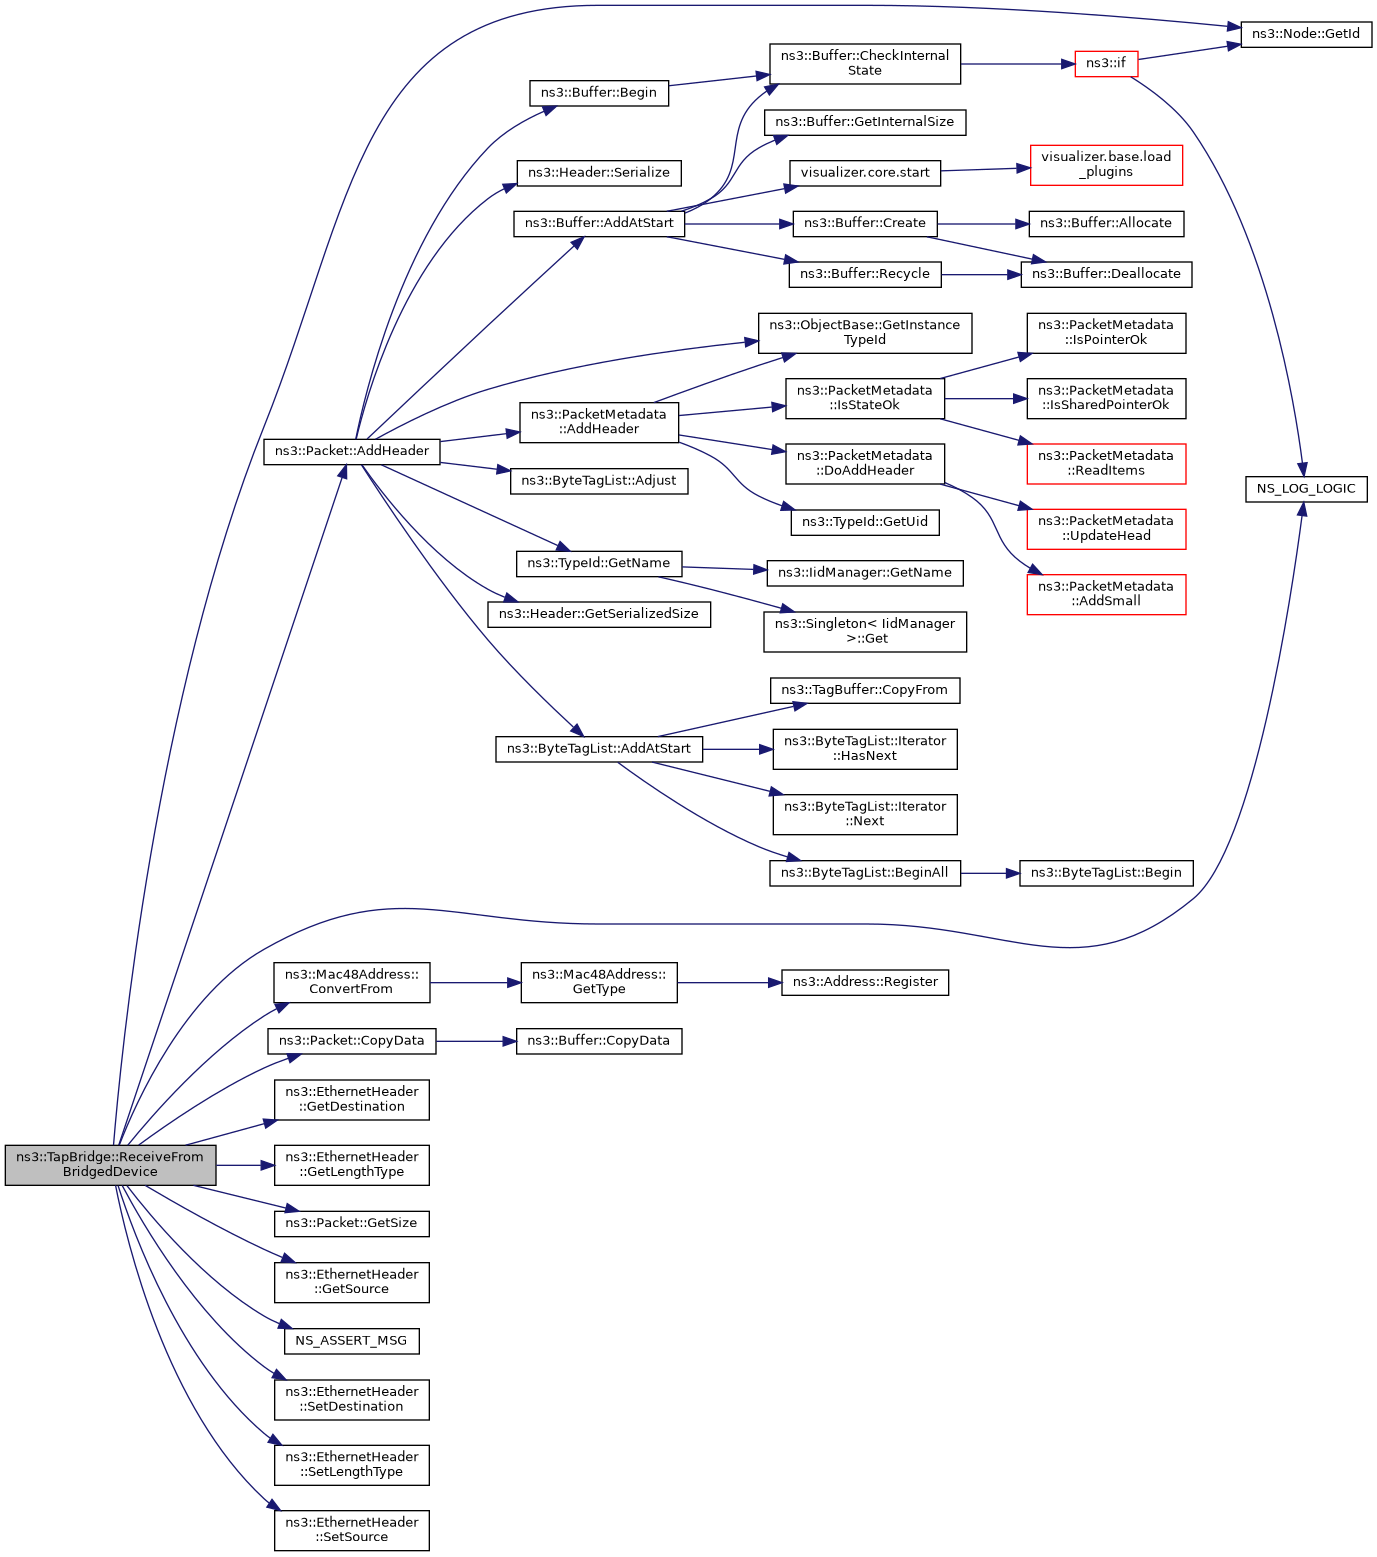 ns3::Node::GetId
ns3::Buffer::CheckInternal
State
ns3::if
ns3::Buffer::Begin
ns3::Buffer::GetInternalSize
visualizer.base.load
_plugins
ns3::Header::Serialize
visualizer.core.start
ns3::Buffer::AddAtStart
ns3::Buffer::Create
ns3::Buffer::Allocate
ns3::Buffer::Recycle
ns3::Buffer::Deallocate
ns3::ObjectBase::GetInstance
TypeId
ns3::PacketMetadata
::IsPointerOk
ns3::PacketMetadata
::IsStateOk
ns3::PacketMetadata
::IsSharedPointerOk
ns3::PacketMetadata
::AddHeader
ns3::Packet::AddHeader
ns3::PacketMetadata
::DoAddHeader
ns3::PacketMetadata
::ReadItems
ns3::ByteTagList::Adjust
NS_LOG_LOGIC
ns3::TypeId::GetUid
ns3::PacketMetadata
::UpdateHead
ns3::TypeId::GetName
ns3::IidManager::GetName
ns3::PacketMetadata
::AddSmall
ns3::Header::GetSerializedSize
ns3::Singleton< IidManager
>::Get
ns3::TagBuffer::CopyFrom
ns3::ByteTagList::AddAtStart
ns3::ByteTagList::Iterator
::HasNext
ns3::ByteTagList::Iterator
::Next
ns3::ByteTagList::BeginAll
ns3::ByteTagList::Begin
ns3::Mac48Address::
ConvertFrom
ns3::Mac48Address::
GetType
ns3::Address::Register
ns3::Packet::CopyData
ns3::Buffer::CopyData
ns3::EthernetHeader
::GetDestination
ns3::TapBridge::ReceiveFrom
BridgedDevice
ns3::EthernetHeader
::GetLengthType
ns3::Packet::GetSize
ns3::EthernetHeader
::GetSource
NS_ASSERT_MSG
ns3::EthernetHeader
::SetDestination
ns3::EthernetHeader
::SetLengthType
ns3::EthernetHeader
::SetSource